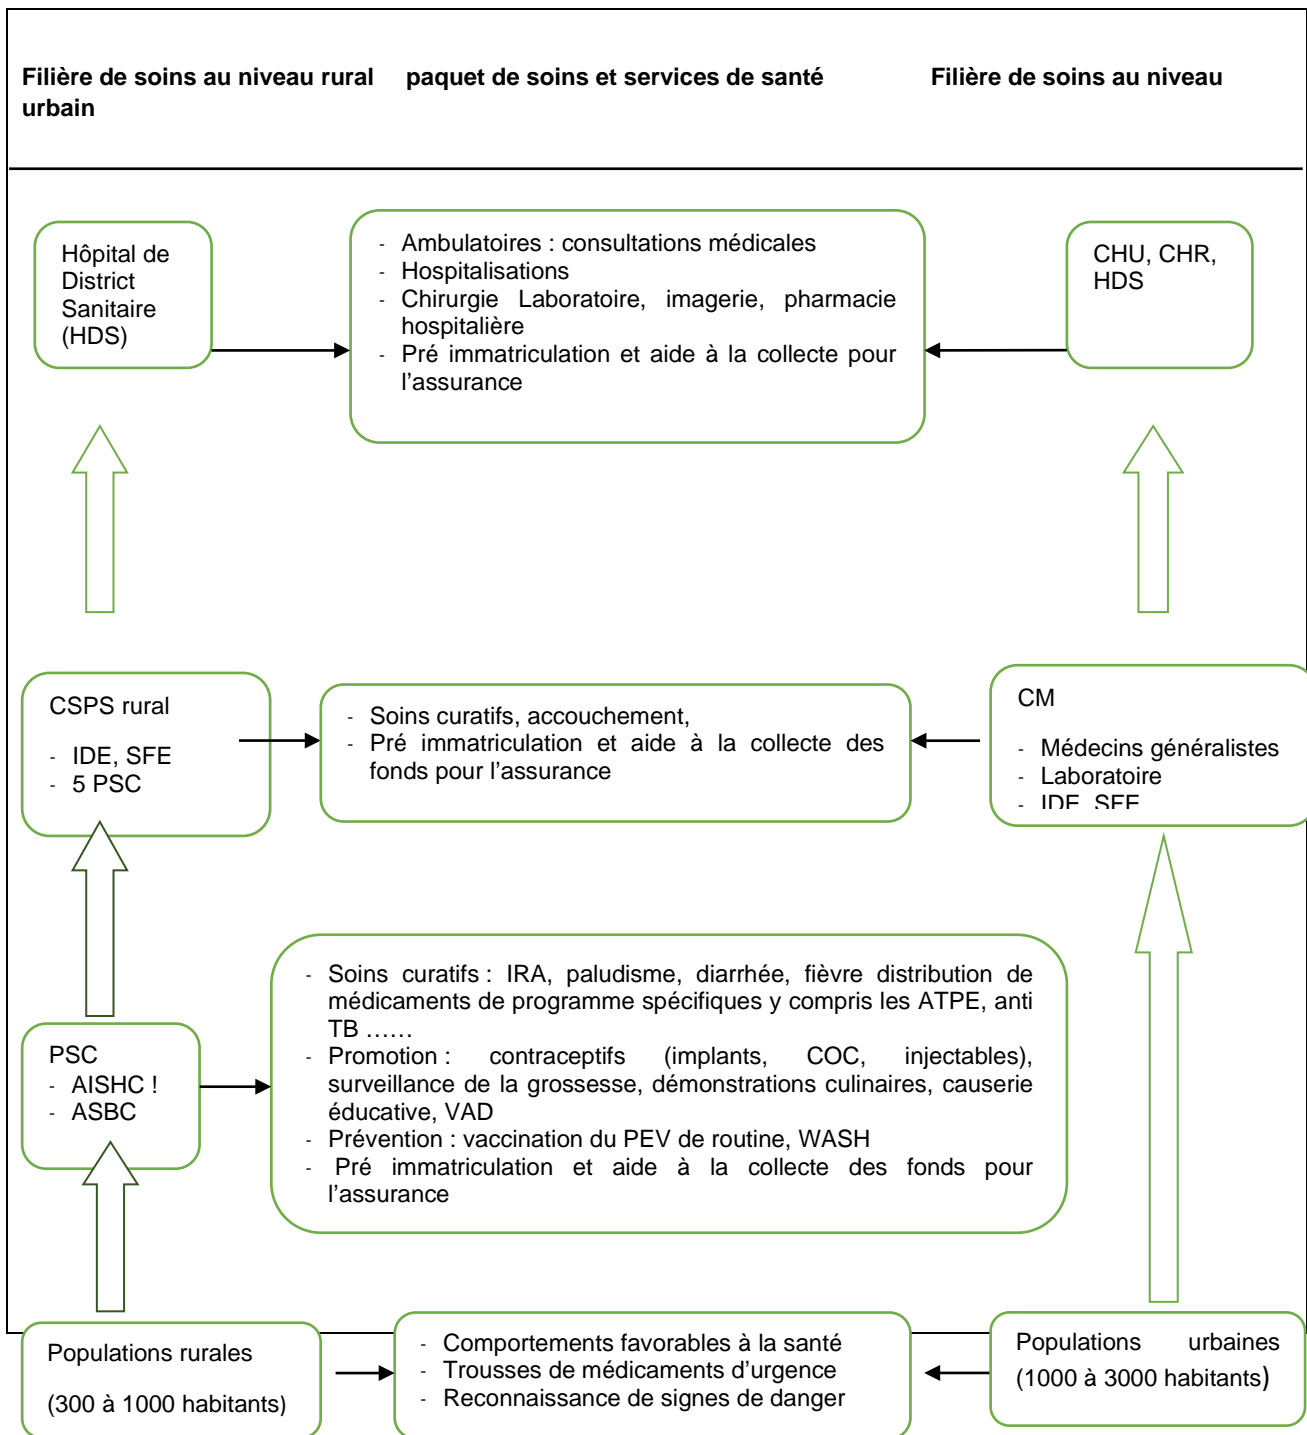 Filière de soins au niveau rural paquet de soins et services de santé Filière de soins au niveau
urbain
Hôpital de
District
Sanitaire
(HDS)
- Ambulatoires : consultations médicales
- Hospitalisations
- Chirurgie Laboratoire, imagerie, pharmacie
hospitalière
- Pré immatriculation et aide à la collecte pour
l'assurance
CHU, CHR,
HDS
CSPS rural
- IDE, SFE
- 5 PSC
- Soins curatifs, accouchement,
- Pré immatriculation et aide à la collecte des
fonds pour l'assurance
CM
- Médecins généralistes
- Laboratoire
- IDE, SFE
PSC
- AISHC !
- ASBC
- Soins curatifs : IRA, paludisme, diarrhée, fièvre distribution de
médicaments de programme spécifiques y compris les ATPE, anti
TB ……
- Promotion : contraceptifs (implants, COC, injectables),
surveillance de la grossesse, démonstrations culinaires, causerie
éducative, VAD
- Prévention : vaccination du PEV de routine, WASH
- Pré immatriculation et aide à la collecte des fonds pour
l'assurance
Populations rurales
(300 à 1000 habitants)
- Comportements favorables à la santé
- Trousses de médicaments d'urgence
- Reconnaissance de signes de danger
Populations urbaines
(1000 à 3000 habitants)